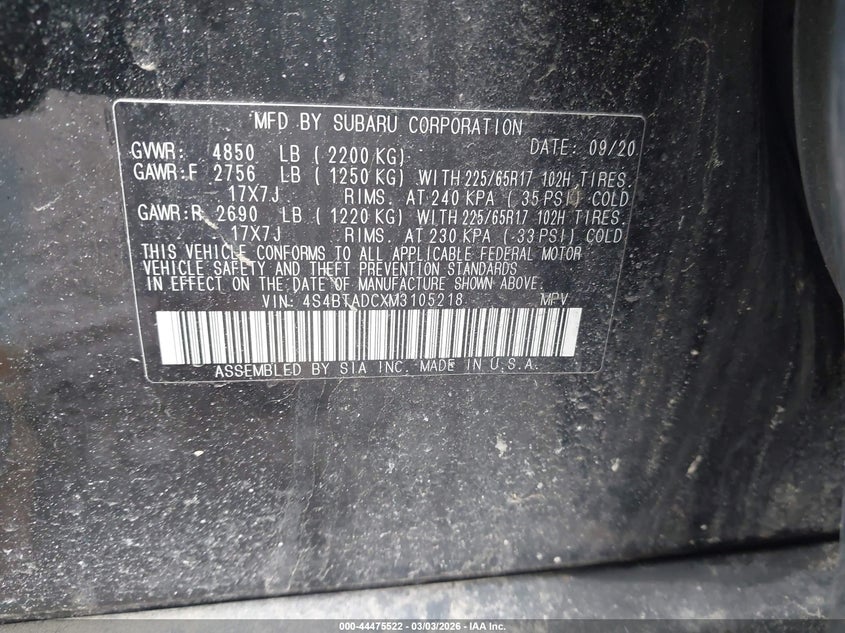 MFD BY SUBARU CORPORATION DATE: 09/20
GVWR: 4850 LB ( 2200 KG)
GAWR:F 2756 LB ( 1250 KG) WITH 225/65R17 102H TIRES.
17X7J RIMS. AT 240 KPA ( 35 PSI) COLD
GAWR:R 2690 LB ( 1220 KG) WITH 225/65R17 102H TIRES.
17X7J RIMS. AT 230 KPA ( 33 PSI) COLD
THIS VEHICLE CONFORMS TO ALL APPLICABLE FEDERAL MOTOR
VEHICLE SAFETY AND THEFT PREVENTION STANDARDS
IN EFFECT ON THE DATE OF MANUFACTURE SHOWN ABOVE.
VIN: 4S4BTADCXM3105218 MPV
ASSEMBLED BY SIA INC. MADE IN U.S.A.
000-44475522 - 03/03/2026 - IAA Inc.